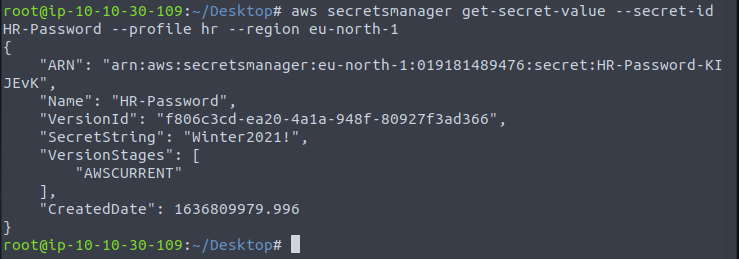 root@ip-10-10-30-109:~/Desktop# aws secretsmanager get-secret-value --secret-id
HR-Password --profile hr --region eu-north-1
{
    "ARN": "arn:aws:secretsmanager:eu-north-1:019181489476:secret:HR-Password-KI
JEvK",
    "Name": "HR-Password",
    "VersionId": "f806c3cd-ea20-4a1a-948f-80927f3ad366",
    "SecretString": "Winter2021!",
    "VersionStages": [
        "AWSCURRENT"
    ],
    "CreatedDate": 1636809979.996
}
root@ip-10-10-30-109:~/Desktop#